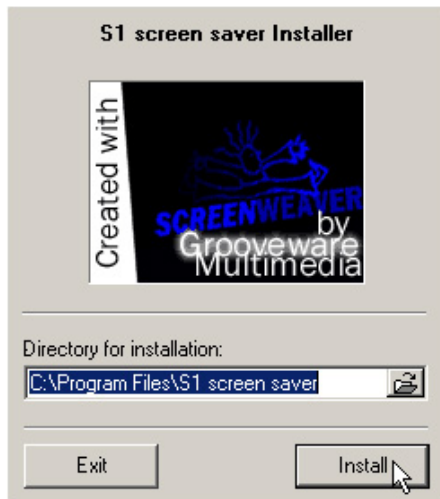 S1 screen saver Installer
Created with
SCREENWEAVER
by
Grooveware
Multimedia
Directory for installation:
C:\Program Files\S1 screen saver
Exit
Install